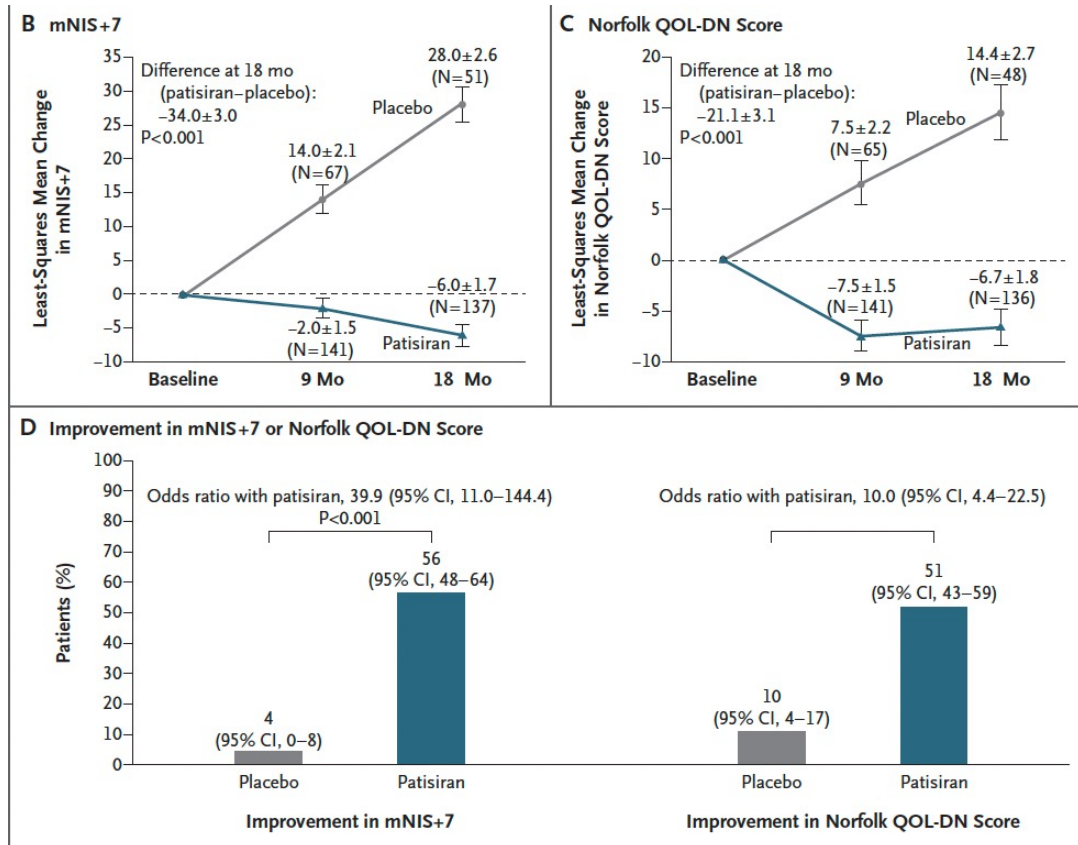 B mNIS+7
Least-Squares Mean Change
in mNIS+7
35
30
25
20
15
10
5
0
−5
−10
Difference at 18 mo
(patisiran–placebo):
−34.0±3.0
P<0.001
28.0±2.6
(N=51)
Placebo
14.0±2.1
(N=67)
−6.0±1.7
(N=137)
−2.0±1.5
(N=141)
Patisiran
Baseline
9 Mo
18 Mo
C Norfolk QOL-DN Score
Least-Squares Mean Change
in Norfolk QOL-DN Score
20
15
10
5
0
−5
−10
Difference at 18 mo
(patisiran–placebo):
−21.1±3.1
P<0.001
14.4±2.7
(N=48)
Placebo
7.5±2.2
(N=65)
−7.5±1.5
(N=141)
−6.7±1.8
(N=136)
Patisiran
Baseline
9 Mo
18 Mo
D Improvement in mNIS+7 or Norfolk QOL-DN Score
Patients (%)
100
90
80
70
60
50
40
30
20
10
0
Odds ratio with patisiran, 39.9 (95% CI, 11.0–144.4)
P<0.001
56
(95% CI, 48–64)
4
(95% CI, 0–8)
Placebo
Patisiran
Improvement in mNIS+7
Odds ratio with patisiran, 10.0 (95% CI, 4.4–22.5)
51
(95% CI, 43–59)
10
(95% CI, 4–17)
Placebo
Patisiran
Improvement in Norfolk QOL-DN Score